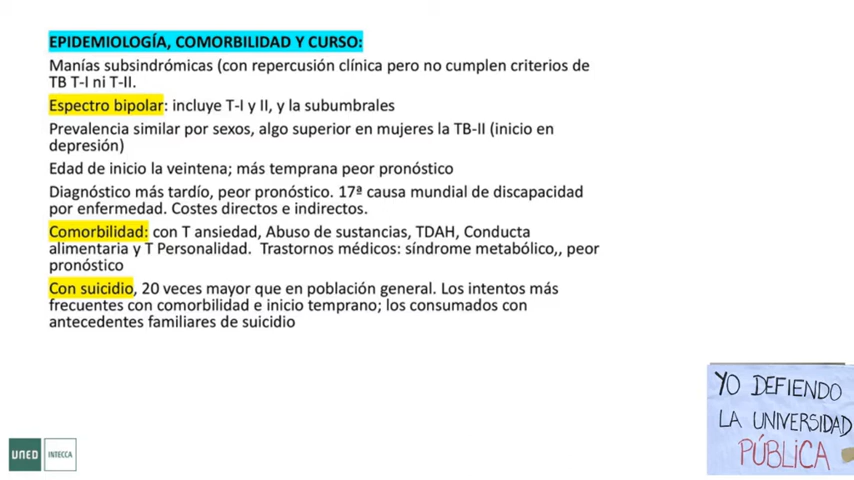 EPIDEMIOLOGÍA, COMORBILIDAD Y CURSO:
Manías subsindrómicas (con repercusión clínica pero no cumplen criterios de
TB T-I ni T-II.
Espectro bipolar: incluye T-I y II, y la subumbrales
Prevalencia similar por sexos, algo superior en mujeres la TB-II (inicio en
depresión)
Edad de inicio la veintena; más temprana peor pronóstico
Diagnóstico más tardío, peor pronóstico. 17ª causa mundial de discapacidad
por enfermedad. Costes directos e indirectos.
Comorbilidad: con T ansiedad, Abuso de sustancias, TDAH, Conducta
alimentaria y T Personalidad. Trastornos médicos: síndrome metabólico,, peor
pronóstico
Con suicidio, 20 veces mayor que en población general. Los intentos más
frecuentes con comorbilidad e inicio temprano; los consumados con
antecedentes familiares de suicidio
YO DEFIENDO
LA UNIVERSIDAD
PÚBLICA
UNED INTECCA